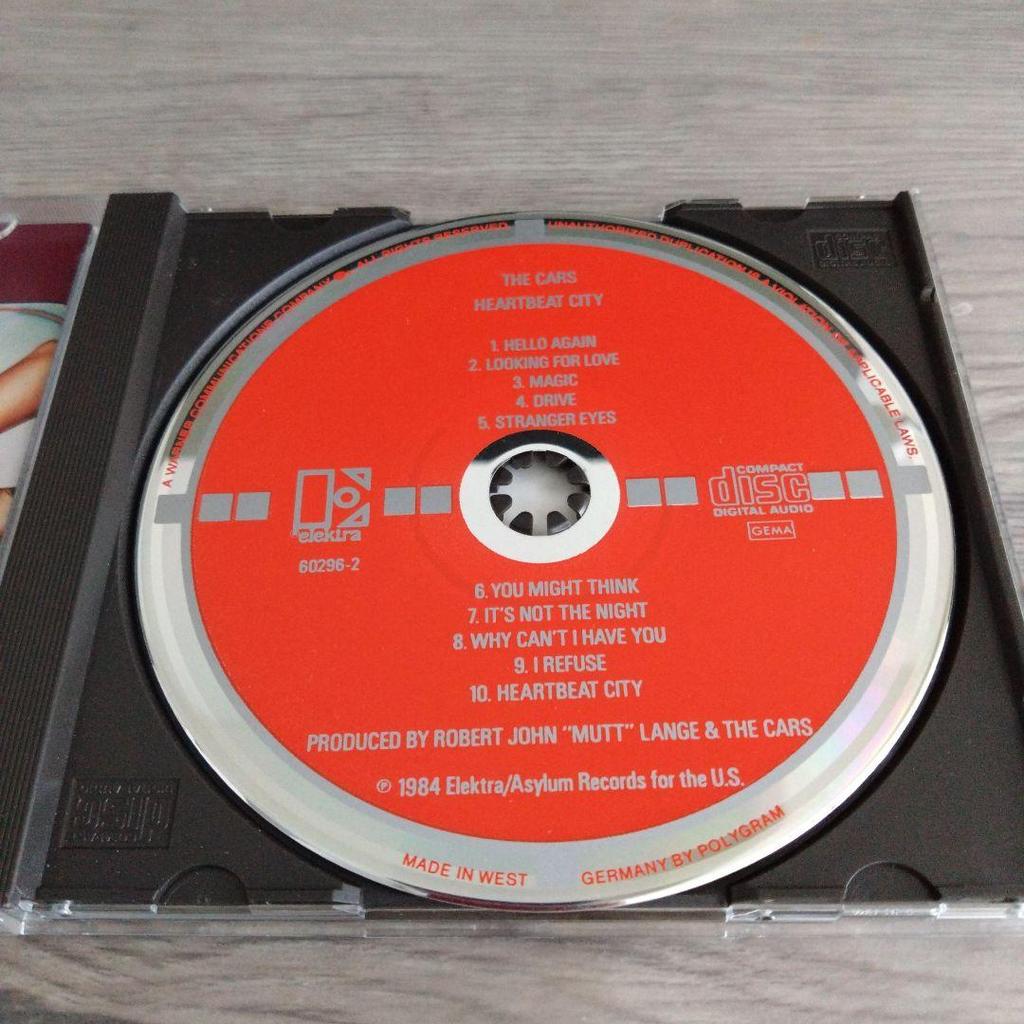 A WARNER COMMUNICATIONS COMPANY ℗ ALL RIGHTS RESERVED
UNAUTHORIZED DUPLICATION IS A VIOLATION OF APPLICABLE LAWS.
THE CARS
HEARTBEAT CITY
1. HELLO AGAIN
2. LOOKING FOR LOVE
3. MAGIC
4. DRIVE
5. STRANGER EYES
elektra
60296-2
COMPACT
disc
DIGITAL AUDIO
GEMA
disc
6. YOU MIGHT THINK
7. IT'S NOT THE NIGHT
8. WHY CAN'T I HAVE YOU
9. I REFUSE
10. HEARTBEAT CITY
PRODUCED BY ROBERT JOHN "MUTT" LANGE & THE CARS
℗ 1984 Elektra/Asylum Records for the U.S.
MADE IN WEST GERMANY BY POLYGRAM